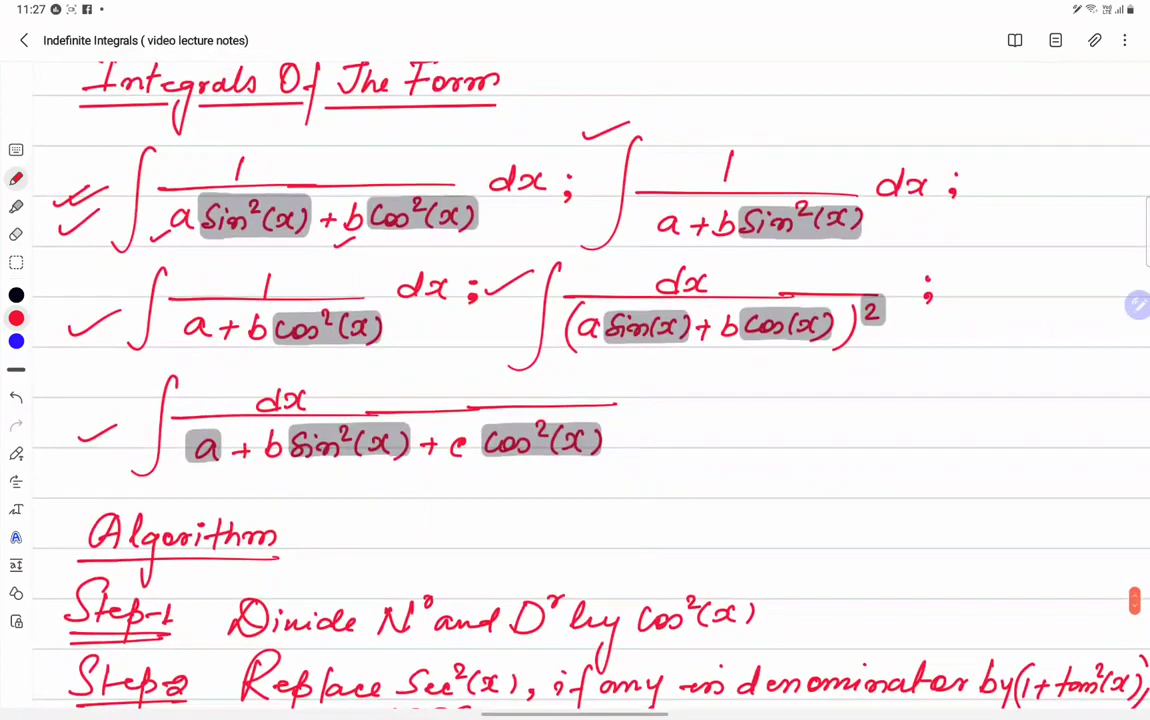 11:27
Indefinite Integrals ( video lecture notes)
Integrals Of The Form
∫ 1/(a Sin²(x) + b Cos²(x)) dx ; ∫ 1/(a + b Sin²(x)) dx ;
∫ 1/(a + b Cos²(x)) dx ; ∫ dx/(a Sin(x) + b Cos(x))² ;
∫ dx/(a + b Sin²(x) + c Cos²(x))
Algorithm
Step-1 Divide Nʳ and Dʳ by Cos²(x)
Step-2 Replace Sec²(x), if any in denominator by (1 + tan²(x),